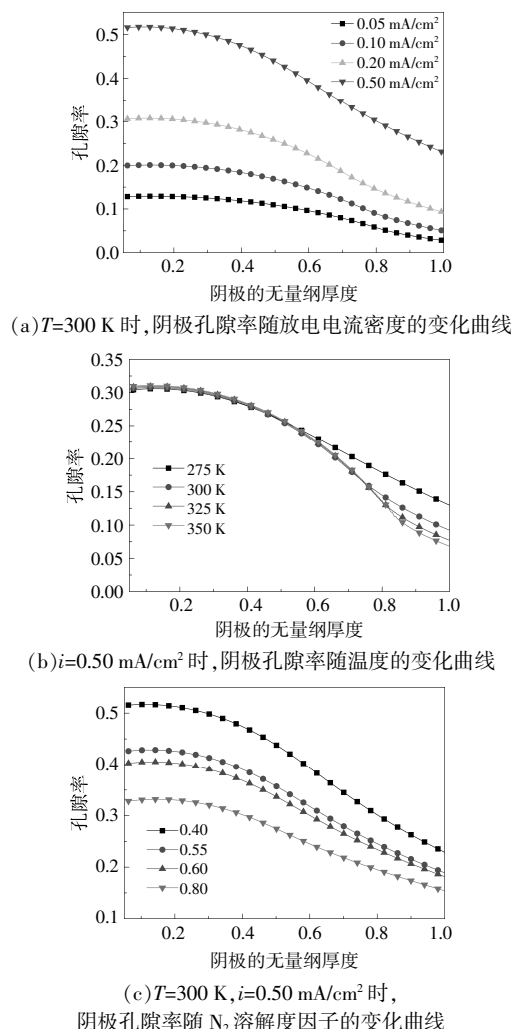 0.05 mA/cm²
0.10 mA/cm²
0.20 mA/cm²
0.50 mA/cm²
0.5
0.4
0.3
0.2
0.1
0.0
孔隙率
0.2 0.4 0.6 0.8 1.0
阴极的无量纲厚度
(a)T=300 K 时,阴极孔隙率随放电电流密度的变化曲线
0.35
0.30
0.25
0.20
0.15
0.10
0.05
0.00
孔隙率
275 K
300 K
325 K
350 K
0.2 0.4 0.6 0.8 1.0
阴极的无量纲厚度
(b)i=0.50 mA/cm² 时,阴极孔隙率随温度的变化曲线
0.5
0.4
0.3
0.2
0.1
孔隙率
0.40
0.55
0.60
0.80
0.2 0.4 0.6 0.8 1.0
阴极的无量纲厚度
(c)T=300 K,i=0.50 mA/cm² 时,
阴极孔隙率随 N₂ 溶解度因子的变化曲线